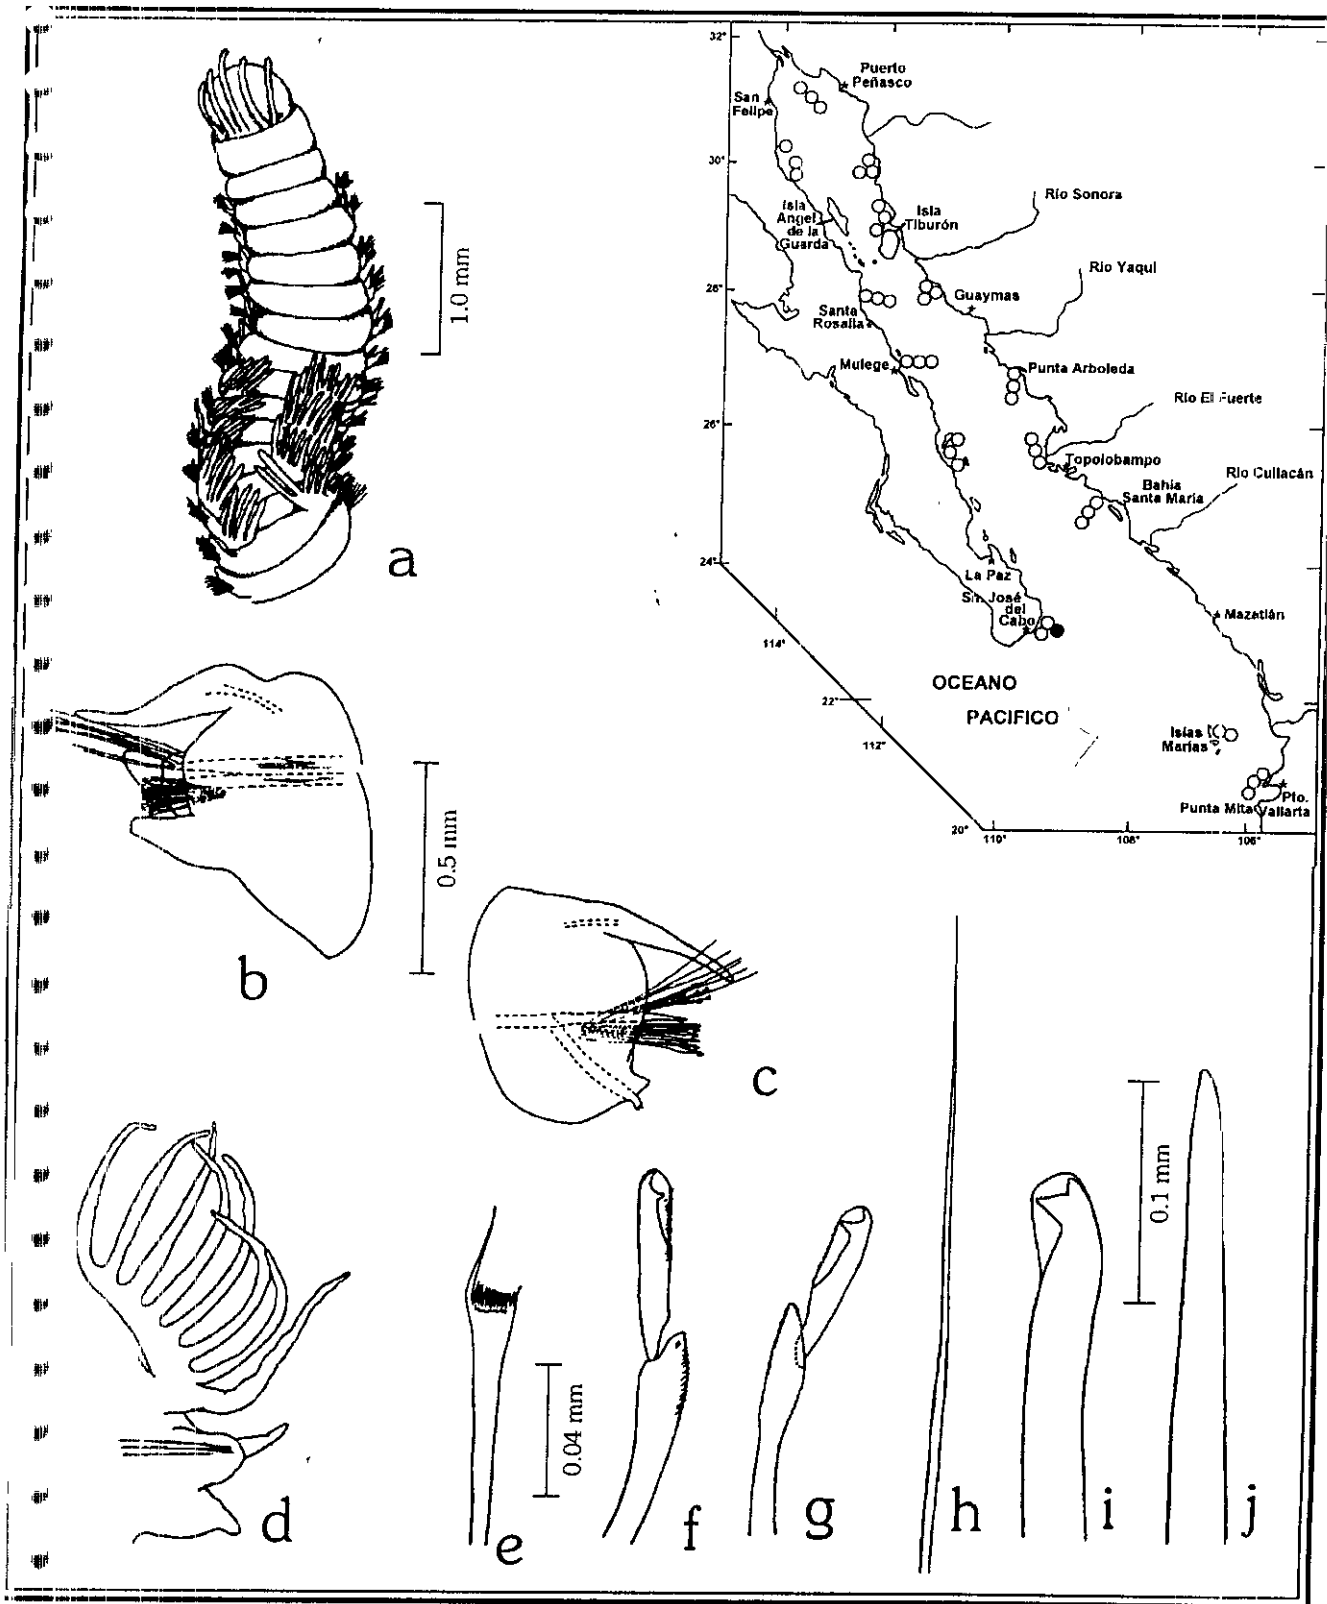 32°
Puerto
Peñasco
San
Felipe
30°
Isla
Angel
de la
Guarda
Isla
Tiburón
Río Sonora
Río Yaqui
28°
Guaymas
Santa
Rosalía
Mulege
Punta Arboleda
Río El Fuerte
26°
Topolobampo
Río Culiacán
Bahía
Santa María
24°
La Paz
Sn. José
del
Cabo
Mazatlán
114°
OCEANO
PACIFICO
22°
112°
Islas
Marías
Pto.
Punta Mita Vallarta
20°
110°
108°
106°
1.0 mm
a
b
0.5 mm
c
d
e
0.04 mm
f
g
h
i
0.1 mm
j